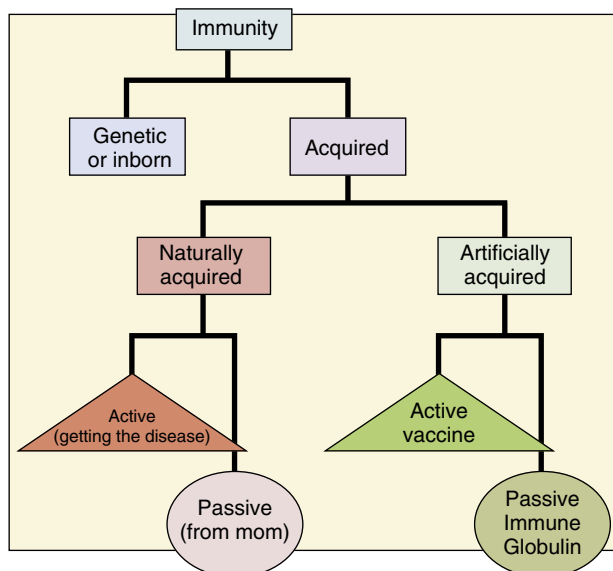 Immunity
Genetic
or inborn
Acquired
Naturally
acquired
Artificially
acquired
Active
(getting the disease)
Active
vaccine
Passive
(from mom)
Passive
Immune
Globulin